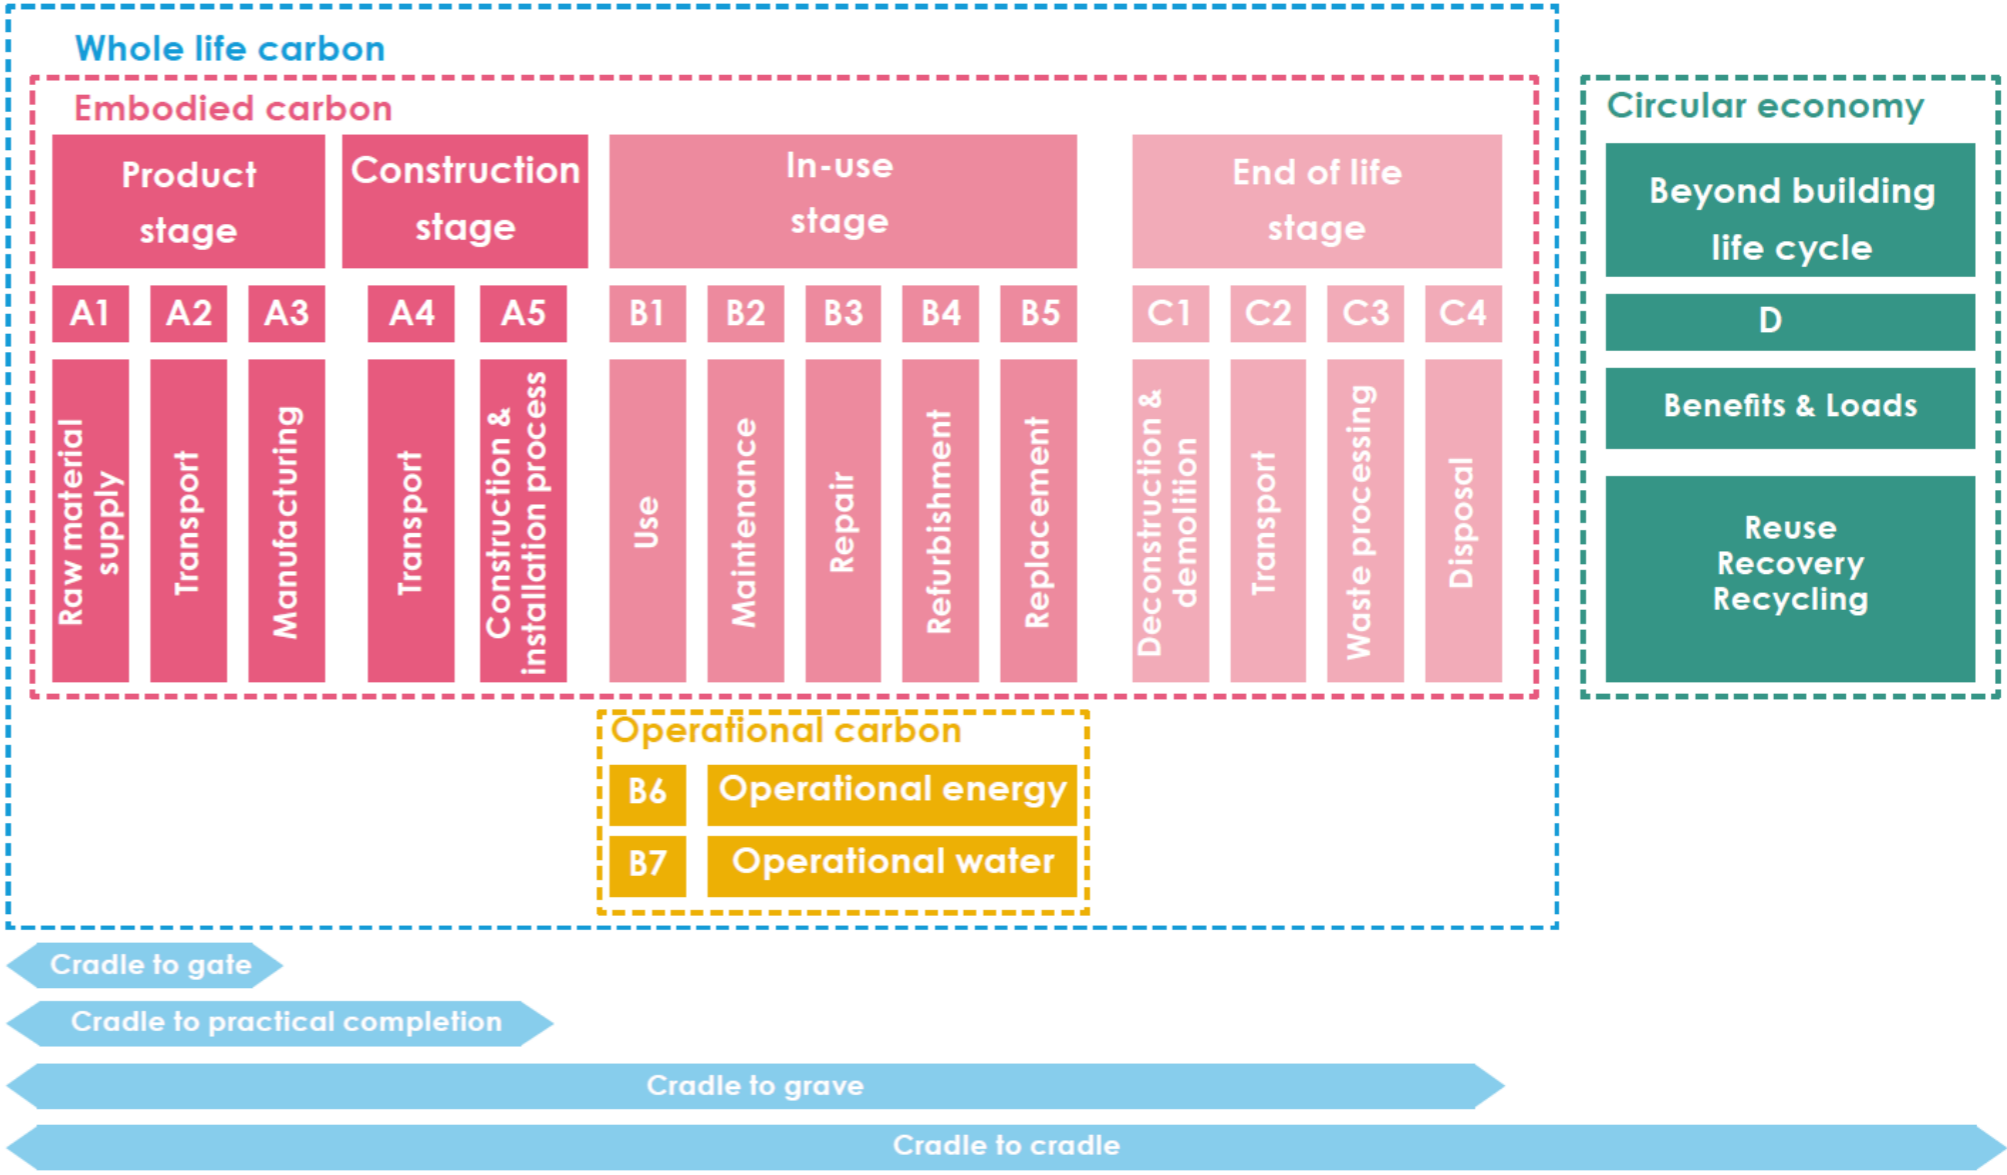 Whole life carbon
Embodied carbon
Product
stage
Construction
stage
In-use
stage
End of life
stage
A1
A2
A3
A4
A5
B1
B2
B3
B4
B5
C1
C2
C3
C4
Raw material
supply
Transport
Manufacturing
Transport
Construction &
installation process
Use
Maintenance
Repair
Refurbishment
Replacement
Deconstruction &
demolition
Transport
Waste processing
Disposal
Operational carbon
B6
Operational energy
B7
Operational water
Circular economy
Beyond building
life cycle
D
Benefits & Loads
Reuse
Recovery
Recycling
Cradle to gate
Cradle to practical completion
Cradle to grave
Cradle to cradle